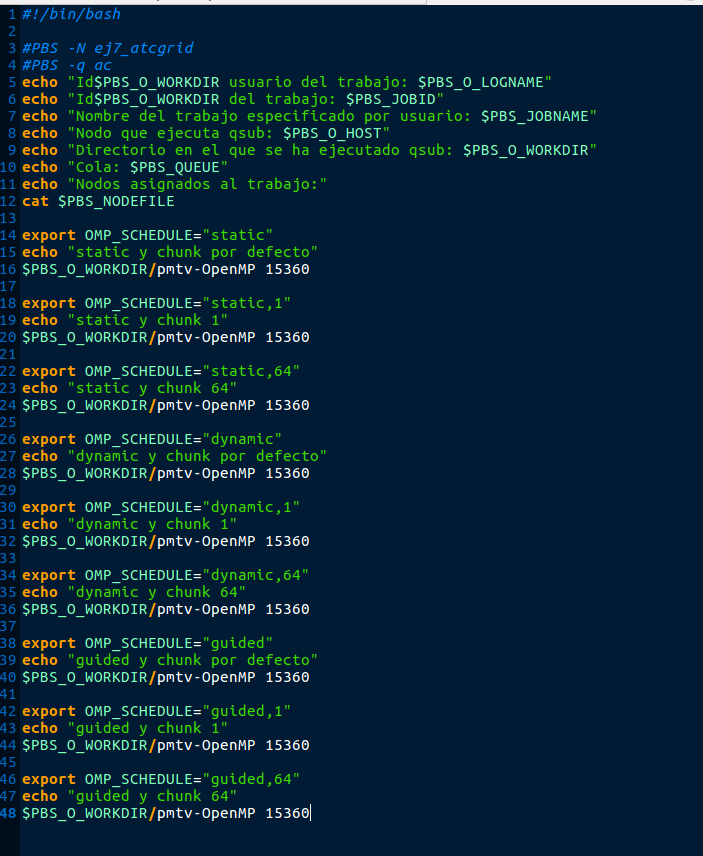 1 #!/bin/bash
2
3 #PBS -N ej7_atcgrid
4 #PBS -q ac
5 echo "Id$PBS_O_WORKDIR usuario del trabajo: $PBS_O_LOGNAME"
6 echo "Id$PBS_O_WORKDIR del trabajo: $PBS_JOBID"
7 echo "Nombre del trabajo especificado por usuario: $PBS_JOBNAME"
8 echo "Nodo que ejecuta qsub: $PBS_O_HOST"
9 echo "Directorio en el que se ha ejecutado qsub: $PBS_O_WORKDIR"
10 echo "Cola: $PBS_QUEUE"
11 echo "Nodos asignados al trabajo:"
12 cat $PBS_NODEFILE
13
14 export OMP_SCHEDULE="static"
15 echo "static y chunk por defecto"
16 $PBS_O_WORKDIR/pmtv-OpenMP 15360
17
18 export OMP_SCHEDULE="static,1"
19 echo "static y chunk 1"
20 $PBS_O_WORKDIR/pmtv-OpenMP 15360
21
22 export OMP_SCHEDULE="static,64"
23 echo "static y chunk 64"
24 $PBS_O_WORKDIR/pmtv-OpenMP 15360
25
26 export OMP_SCHEDULE="dynamic"
27 echo "dynamic y chunk por defecto"
28 $PBS_O_WORKDIR/pmtv-OpenMP 15360
29
30 export OMP_SCHEDULE="dynamic,1"
31 echo "dynamic y chunk 1"
32 $PBS_O_WORKDIR/pmtv-OpenMP 15360
33
34 export OMP_SCHEDULE="dynamic,64"
35 echo "dynamic y chunk 64"
36 $PBS_O_WORKDIR/pmtv-OpenMP 15360
37
38 export OMP_SCHEDULE="guided"
39 echo "guided y chunk por defecto"
40 $PBS_O_WORKDIR/pmtv-OpenMP 15360
41
42 export OMP_SCHEDULE="guided,1"
43 echo "guided y chunk 1"
44 $PBS_O_WORKDIR/pmtv-OpenMP 15360
45
46 export OMP_SCHEDULE="guided,64"
47 echo "guided y chunk 64"
48 $PBS_O_WORKDIR/pmtv-OpenMP 15360